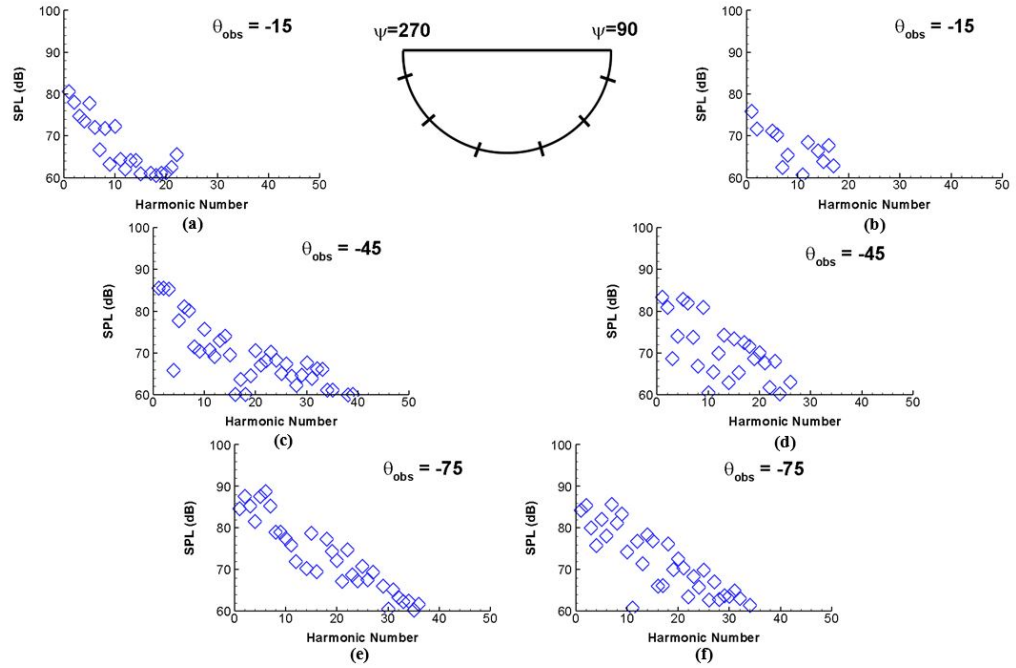 θobs = -15
ψ=270
ψ=90
θobs = -15
100
90
80
70
60
SPL (dB)
0 10 20 30 40 50
Harmonic Number
(a)
100
90
80
70
60
SPL (dB)
0 10 20 30 40 50
Harmonic Number
(b)
θobs = -45
100
90
80
70
60
SPL (dB)
0 10 20 30 40 50
Harmonic Number
(c)
θobs = -45
100
90
80
70
60
SPL (dB)
0 10 20 30 40 50
Harmonic Number
(d)
θobs = -75
100
90
80
70
60
SPL (dB)
0 10 20 30 40 50
Harmonic Number
(e)
θobs = -75
100
90
80
70
60
SPL (dB)
0 10 20 30 40 50
Harmonic Number
(f)